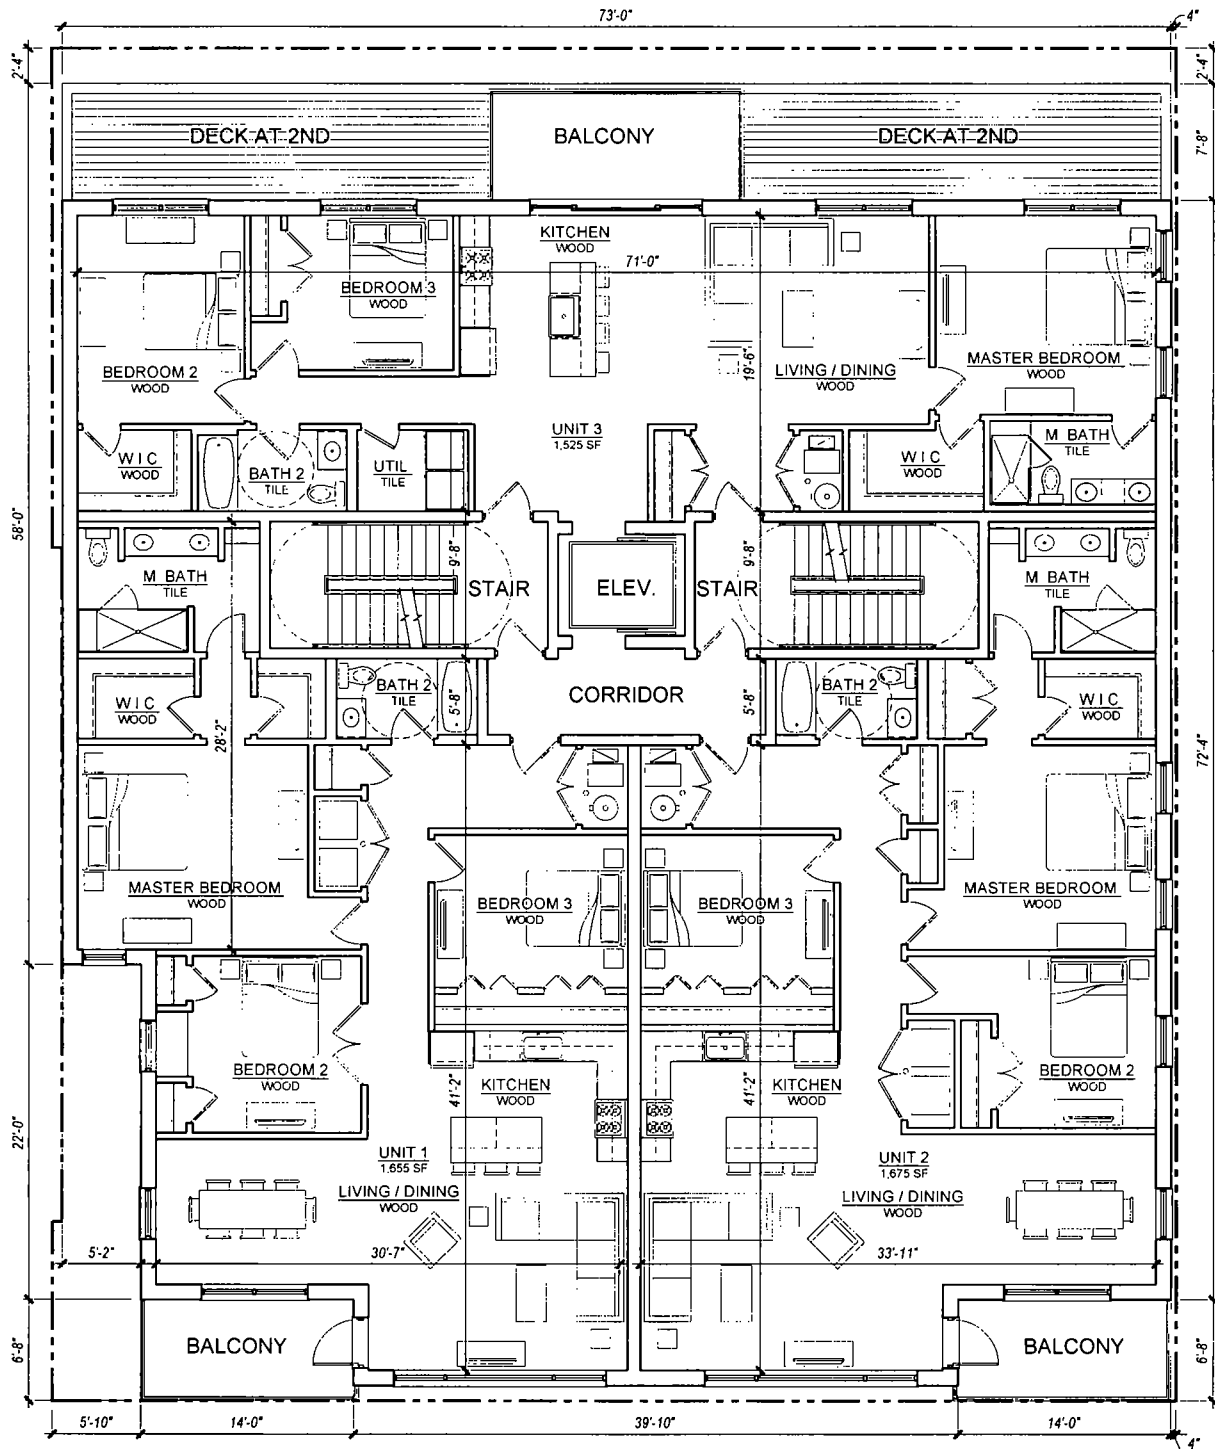 73'-0"
4"
2'-4"
2'-4"
DECK AT 2ND
BALCONY
DECK AT 2ND
7'-8"
KITCHEN
WOOD
71'-0"
BEDROOM 3
WOOD
BEDROOM 2
WOOD
19'-6"
LIVING / DINING
WOOD
MASTER BEDROOM
WOOD
UNIT 3
1,525 SF
W I C
WOOD
BATH 2
TILE
UTIL
TILE
W I C
WOOD
M BATH
TILE
58'-0"
9'-8"
9'-8"
M BATH
TILE
STAIR
ELEV.
STAIR
M BATH
TILE
BATH 2
TILE
5'-8"
CORRIDOR
5'-8"
BATH 2
TILE
W I C
WOOD
28'-2"
W I C
WOOD
72'-4"
MASTER BEDROOM
WOOD
BEDROOM 3
WOOD
BEDROOM 3
WOOD
MASTER BEDROOM
WOOD
BEDROOM 2
WOOD
41'-2"
KITCHEN
WOOD
41'-2"
KITCHEN
WOOD
BEDROOM 2
WOOD
22'-0"
UNIT 1
1,655 SF
LIVING / DINING
WOOD
UNIT 2
1,675 SF
LIVING / DINING
WOOD
5'-2"
30'-7"
33'-11"
6'-8"
BALCONY
BALCONY
6'-8"
5'-10"
14'-0"
39'-10"
14'-0"
4"